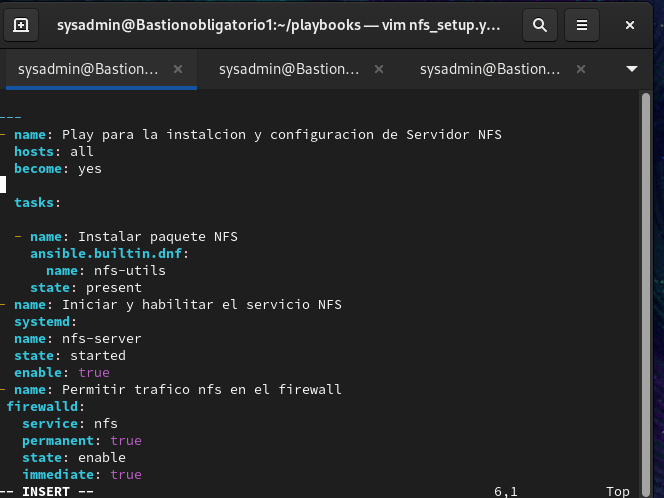 sysadmin@Bastionobligatorio1:~/playbooks — vim nfs_setup.y...
sysadmin@Bastion... × sysadmin@Bastion... × sysadmin@Bastion... ×
---
- name: Play para la instalcion y configuracion de Servidor NFS
  hosts: all
  become: yes

  tasks:

  - name: Instalar paquete NFS
    ansible.builtin.dnf:
      name: nfs-utils
    state: present
- name: Iniciar y habilitar el servicio NFS
  systemd:
  name: nfs-server
  state: started
  enable: true
- name: Permitir trafico nfs en el firewall
 firewalld:
   service: nfs
   permanent: true
   state: enable
   immediate: true
-- INSERT -- 6,1 Top